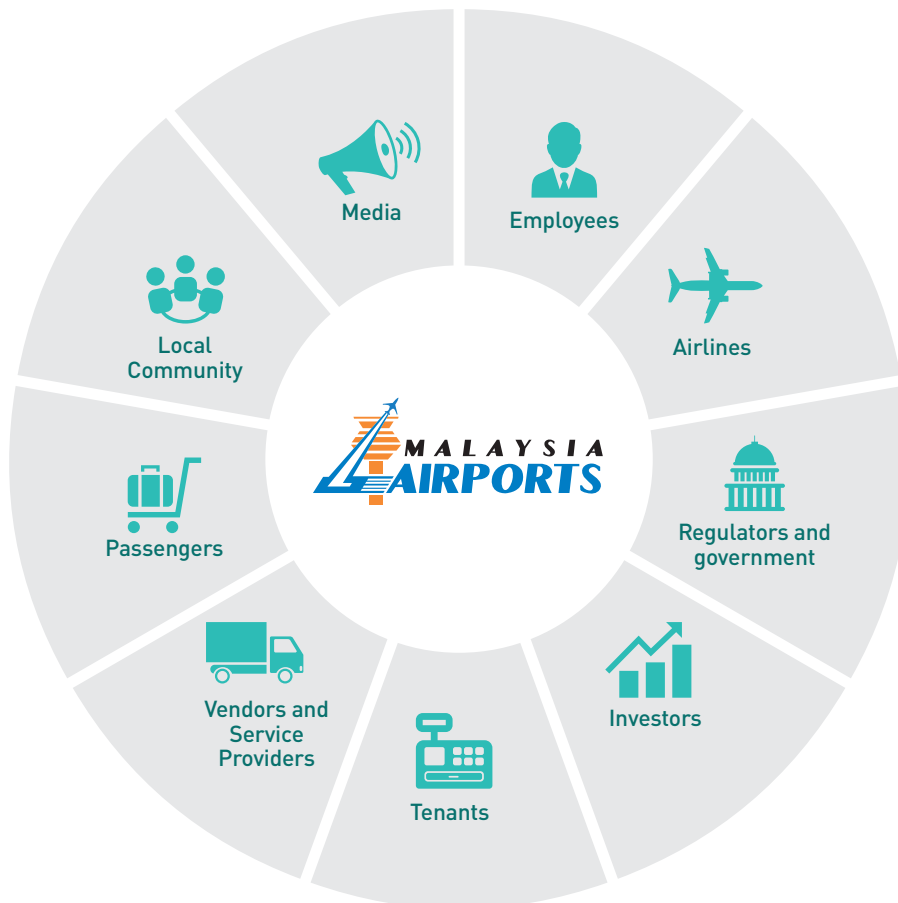 Media
Employees
Airlines
Local
Community
MALAYSIA
AIRPORTS
Regulators and
government
Passengers
Investors
Vendors and
Service
Providers
Tenants